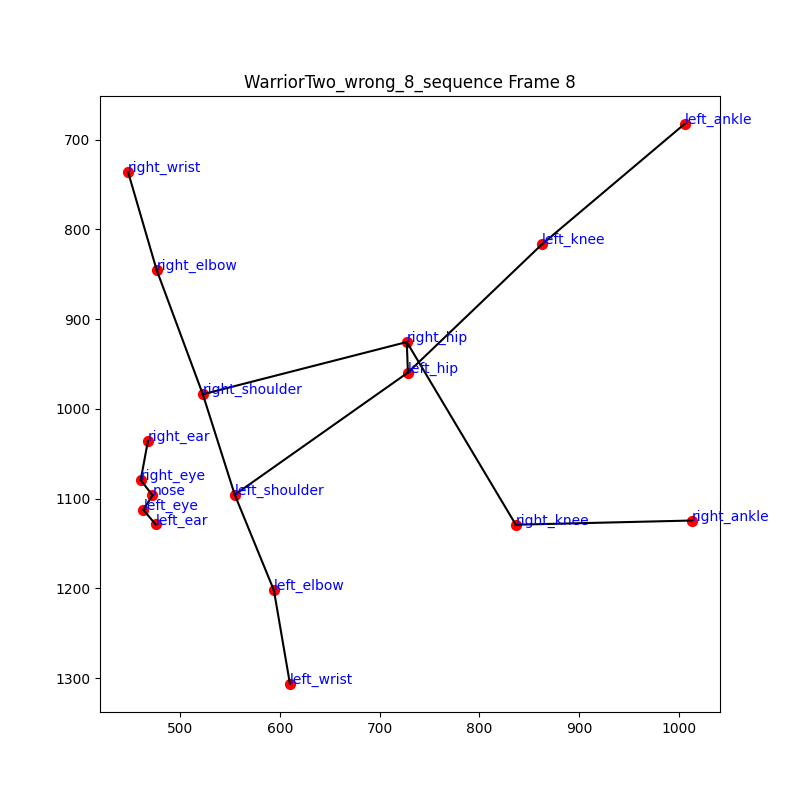 WarriorTwo_wrong_8_sequence Frame 8
left_ankle
700
right_wrist
800
left_knee
right_elbow
900
right_hip
left_hip
right_shoulder
1000
right_ear
right_eye
nose
left_shoulder
1100
left_eye
left_ear
right_knee
right_ankle
1200
left_elbow
1300
left_wrist
500 600 700 800 900 1000